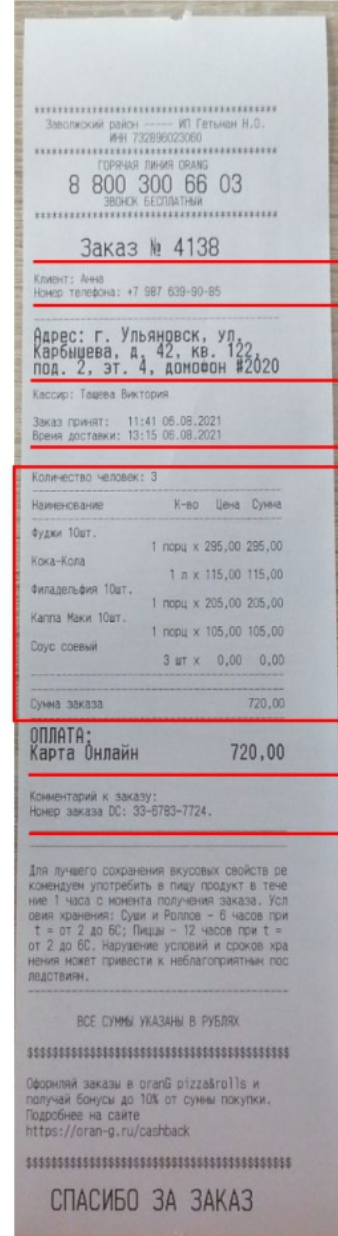 ****************************************
Заволжский район ----- ИП Гетьман Н.О.
ИНН 732896023060
****************************************
ГОРЯЧАЯ ЛИНИЯ ORANG
8 800 300 66 03
ЗВОНОК БЕСПЛАТНЫЙ
****************************************
Заказ № 4138
Клиент: Анна
Номер телефона: +7 987 639-90-85
Адрес: г. Ульяновск, ул.
Карбышева, д. 42, кв. 122,
под. 2, эт. 4, домофон #2020
Кассир: Тащева Виктория
Заказ принят: 11:41 06.08.2021
Время доставки: 13:15 06.08.2021
Количество человек: 3
Наименование К-во Цена Сумма
Фуджи 10шт.
1 порц x 295,00 295,00
Кока-Кола
1 л x 115,00 115,00
Филадельфия 10шт.
1 порц x 205,00 205,00
Каппа Маки 10шт.
1 порц x 105,00 105,00
Соус соевый
3 шт x 0,00 0,00
Сумма заказа 720,00
ОПЛАТА:
Карта Онлайн 720,00
Комментарий к заказу:
Номер заказа DC: 33-6783-7724.
Для лучшего сохранения вкусовых свойств ре
комендуем употребить в пищу продукт в тече
ние 1 часа с момента получения заказа. Усл
овия хранения: Суши и Роллов - 6 часов при
t = от 2 до 6С; Пиццы - 12 часов при t =
от 2 до 6С. Нарушение условий и сроков хра
нения может привести к неблагоприятным пос
ледствиям.
ВСЕ СУММЫ УКАЗАНЫ В РУБЛЯХ
$$$$$$$$$$$$$$$$$$$$$$$$$$$$$$$$$$$$$$$$$$
Оформляй заказы в oranG pizza&rolls и
получай бонусы до 10% от суммы покупки.
Подробнее на сайте
https://oran-g.ru/cashback
$$$$$$$$$$$$$$$$$$$$$$$$$$$$$$$$$$$$$$$$$$
СПАСИБО ЗА ЗАКАЗ